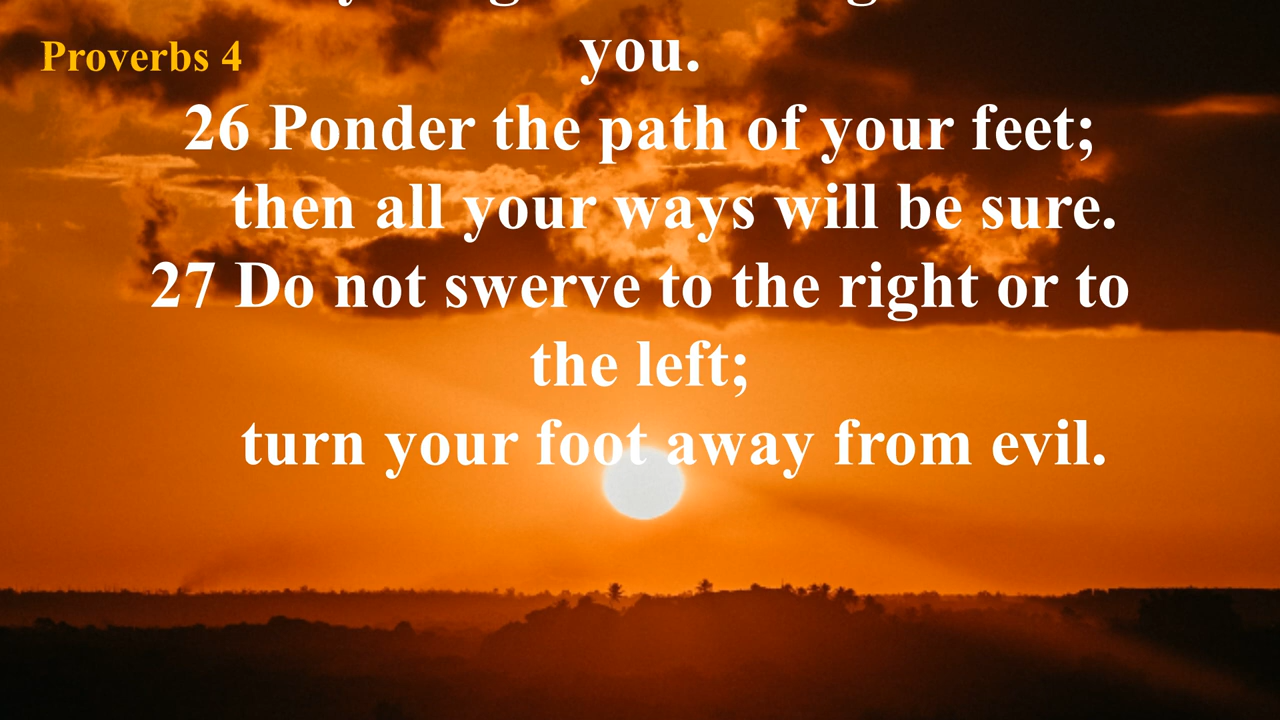 Proverbs 4
you.
26 Ponder the path of your feet;
then all your ways will be sure.
27 Do not swerve to the right or to
the left;
turn your foot away from evil.